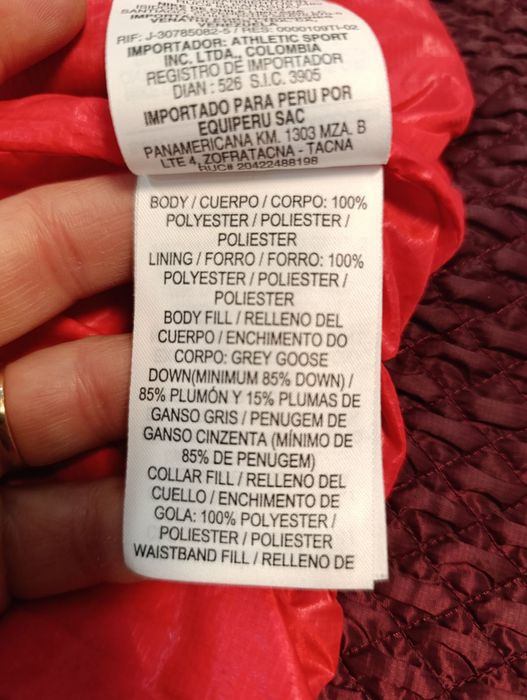 RIF: J-30785082-5 / RES: 0000109TI-02
IMPORTADOR: ATHLETIC SPORT
INC. LTDA., COLOMBIA
REGISTRO DE IMPORTADOR
DIAN : 526 S.I.C. 3905
IMPORTADO PARA PERU POR
EQUIPERU SAC
PANAMERICANA KM. 1303 MZA. B
LTE 4, ZOFRATACNA - TACNA
RUC# 20422488198
BODY / CUERPO / CORPO: 100%
POLYESTER / POLIESTER /
POLIESTER
LINING / FORRO / FORRO: 100%
POLYESTER / POLIESTER /
POLIESTER
BODY FILL / RELLENO DEL
CUERPO / ENCHIMENTO DO
CORPO: GREY GOOSE
DOWN(MINIMUM 85% DOWN) /
85% PLUMÓN Y 15% PLUMAS DE
GANSO GRIS / PENUGEM DE
GANSO CINZENTA (MÍNIMO DE
85% DE PENUGEM)
COLLAR FILL / RELLENO DEL
CUELLO / ENCHIMENTO DE
GOLA: 100% POLYESTER /
POLIESTER / POLIESTER
WAISTBAND FILL / RELLENO DE